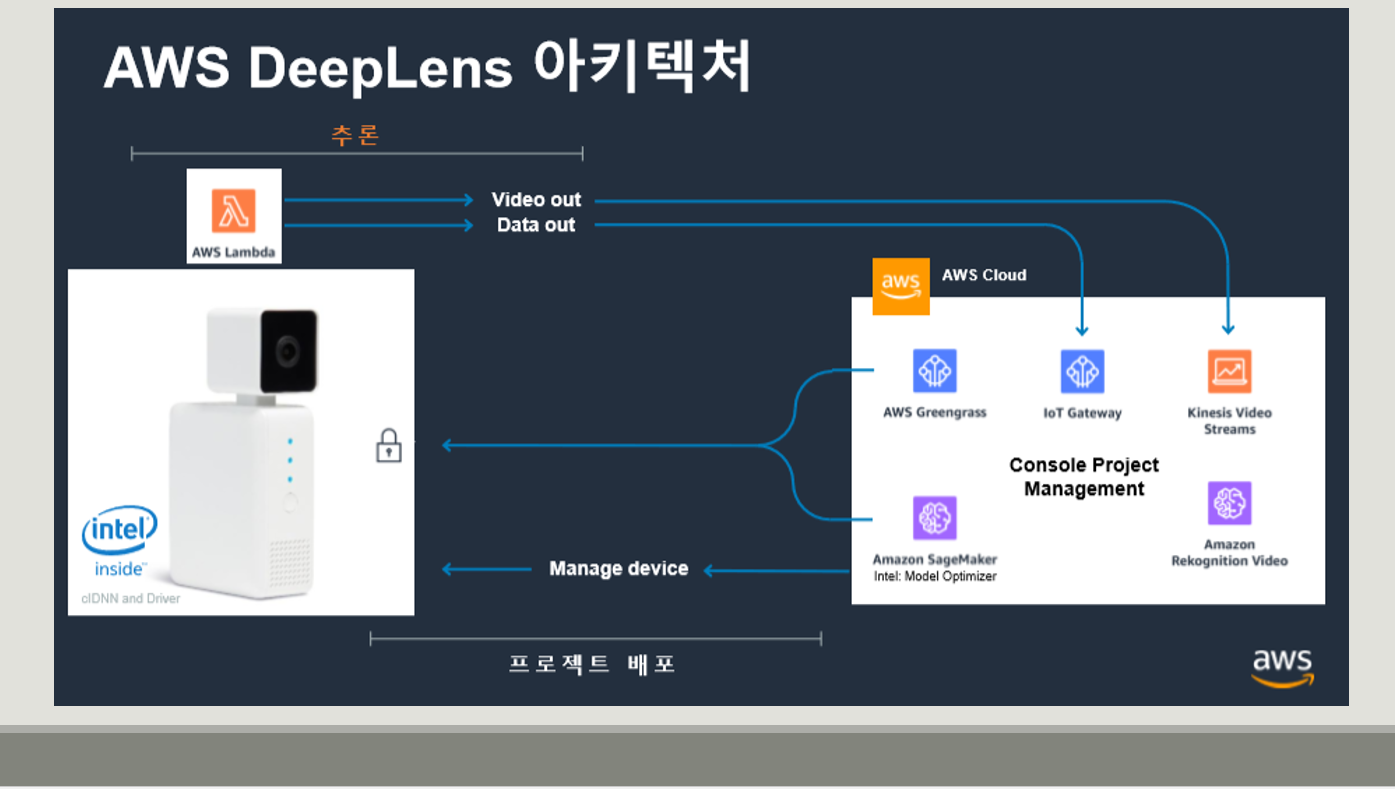 AWS DeepLens 아키텍처
추론
AWS Lambda
Video out
Data out
aws
AWS Cloud
AWS Greengrass
IoT Gateway
Kinesis Video
Streams
Console Project
Management
Amazon SageMaker
Intel: Model Optimizer
Amazon
Rekognition Video
intel
inside™
clDNN and Driver
Manage device
프로젝트 배포
aws